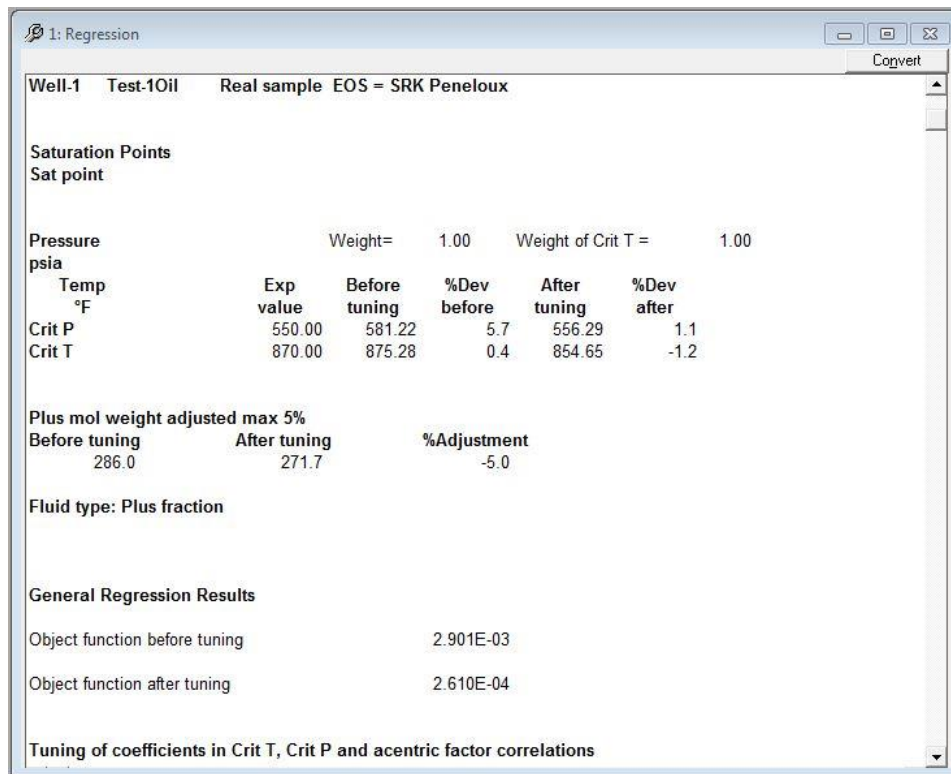 1: Regression
Convert
Well-1 Test-1Oil Real sample EOS = SRK Peneloux
Saturation Points
Sat point
Pressure Weight= 1.00 Weight of Crit T = 1.00
psia
Temp Exp Before %Dev After %Dev
°F value tuning before tuning after
Crit P 550.00 581.22 5.7 556.29 1.1
Crit T 870.00 875.28 0.4 854.65 -1.2
Plus mol weight adjusted max 5%
Before tuning After tuning %Adjustment
286.0 271.7 -5.0
Fluid type: Plus fraction
General Regression Results
Object function before tuning 2.901E-03
Object function after tuning 2.610E-04
Tuning of coefficients in Crit T, Crit P and acentric factor correlations